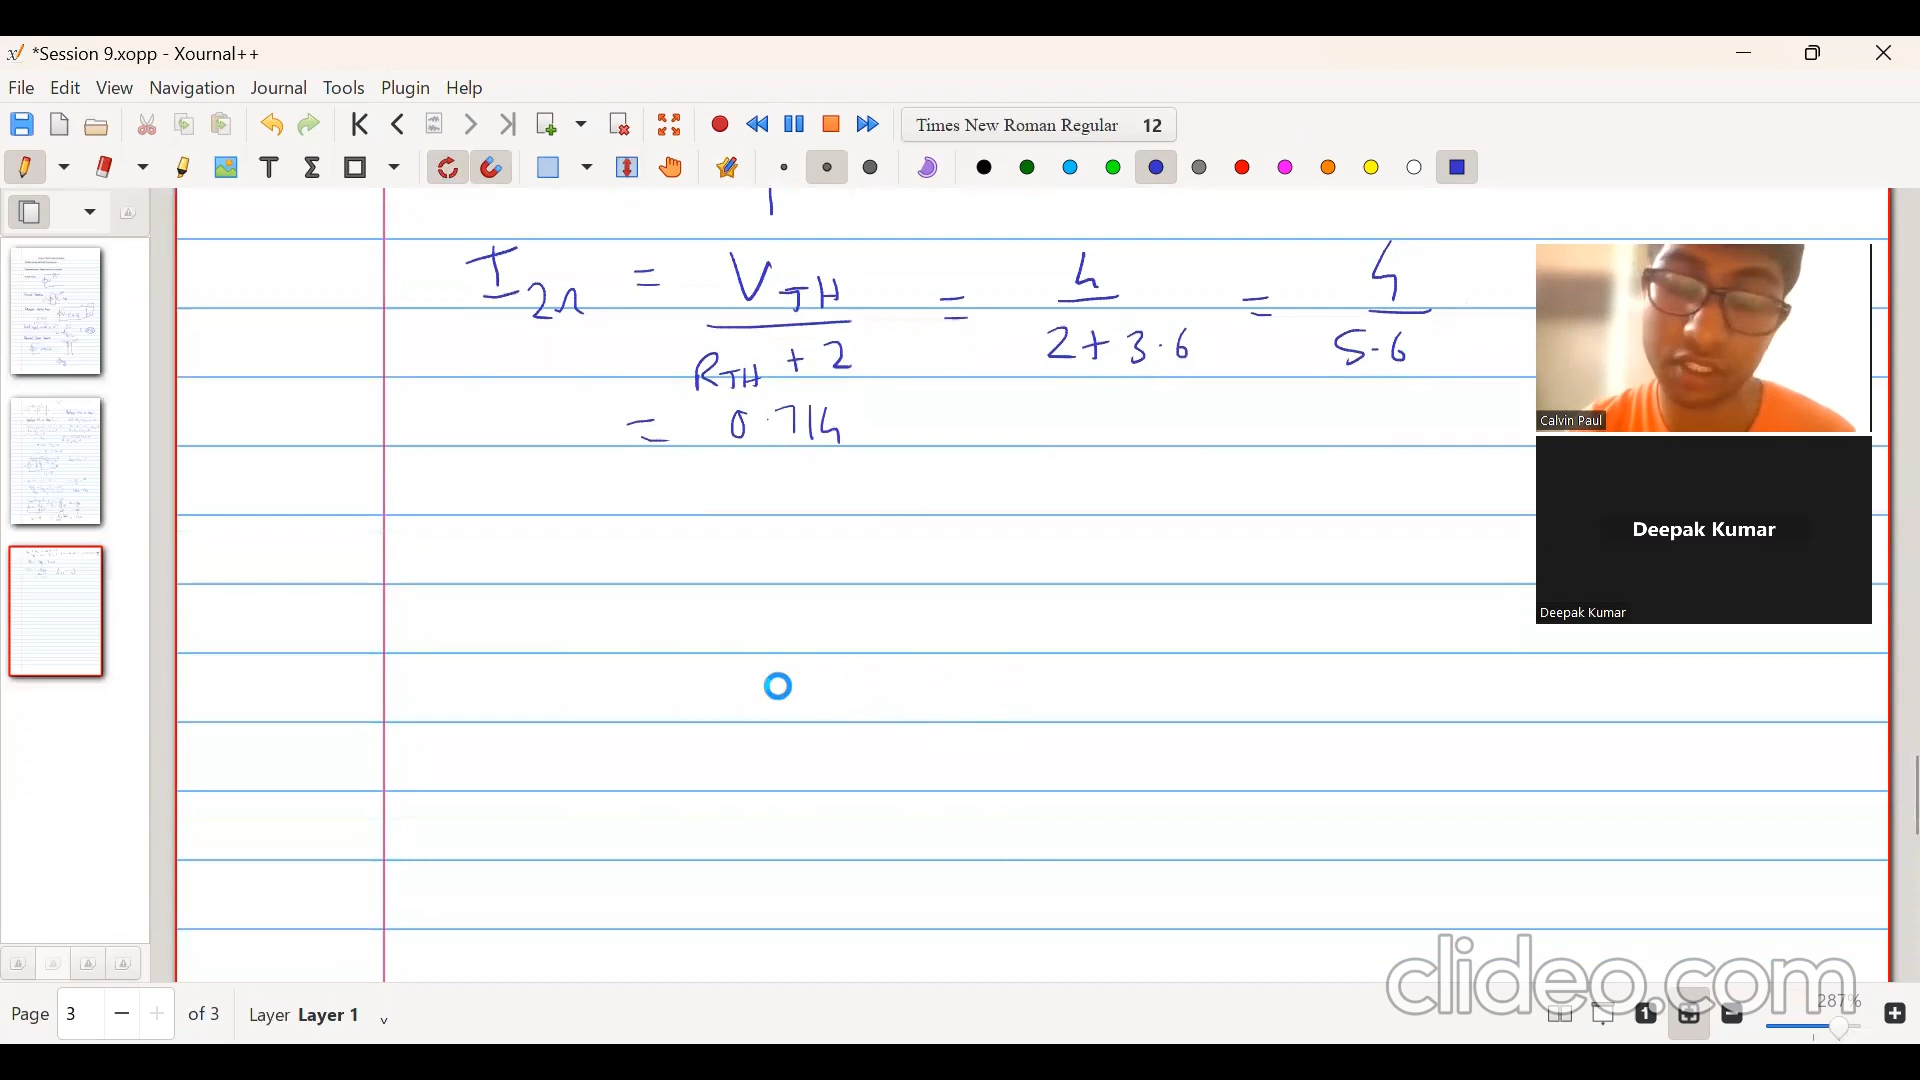 *Session 9.xopp - Xournal++
File Edit View Navigation Journal Tools Plugin Help
Times New Roman Regular 12
I2Ω = VTH / RTH + 2 = 4 / 2 + 3.6 = 4 / 5.6
= 0.714
Calvin Paul
Deepak Kumar
Deepak Kumar
clideo.com
Page 3 of 3 Layer Layer 1 287%